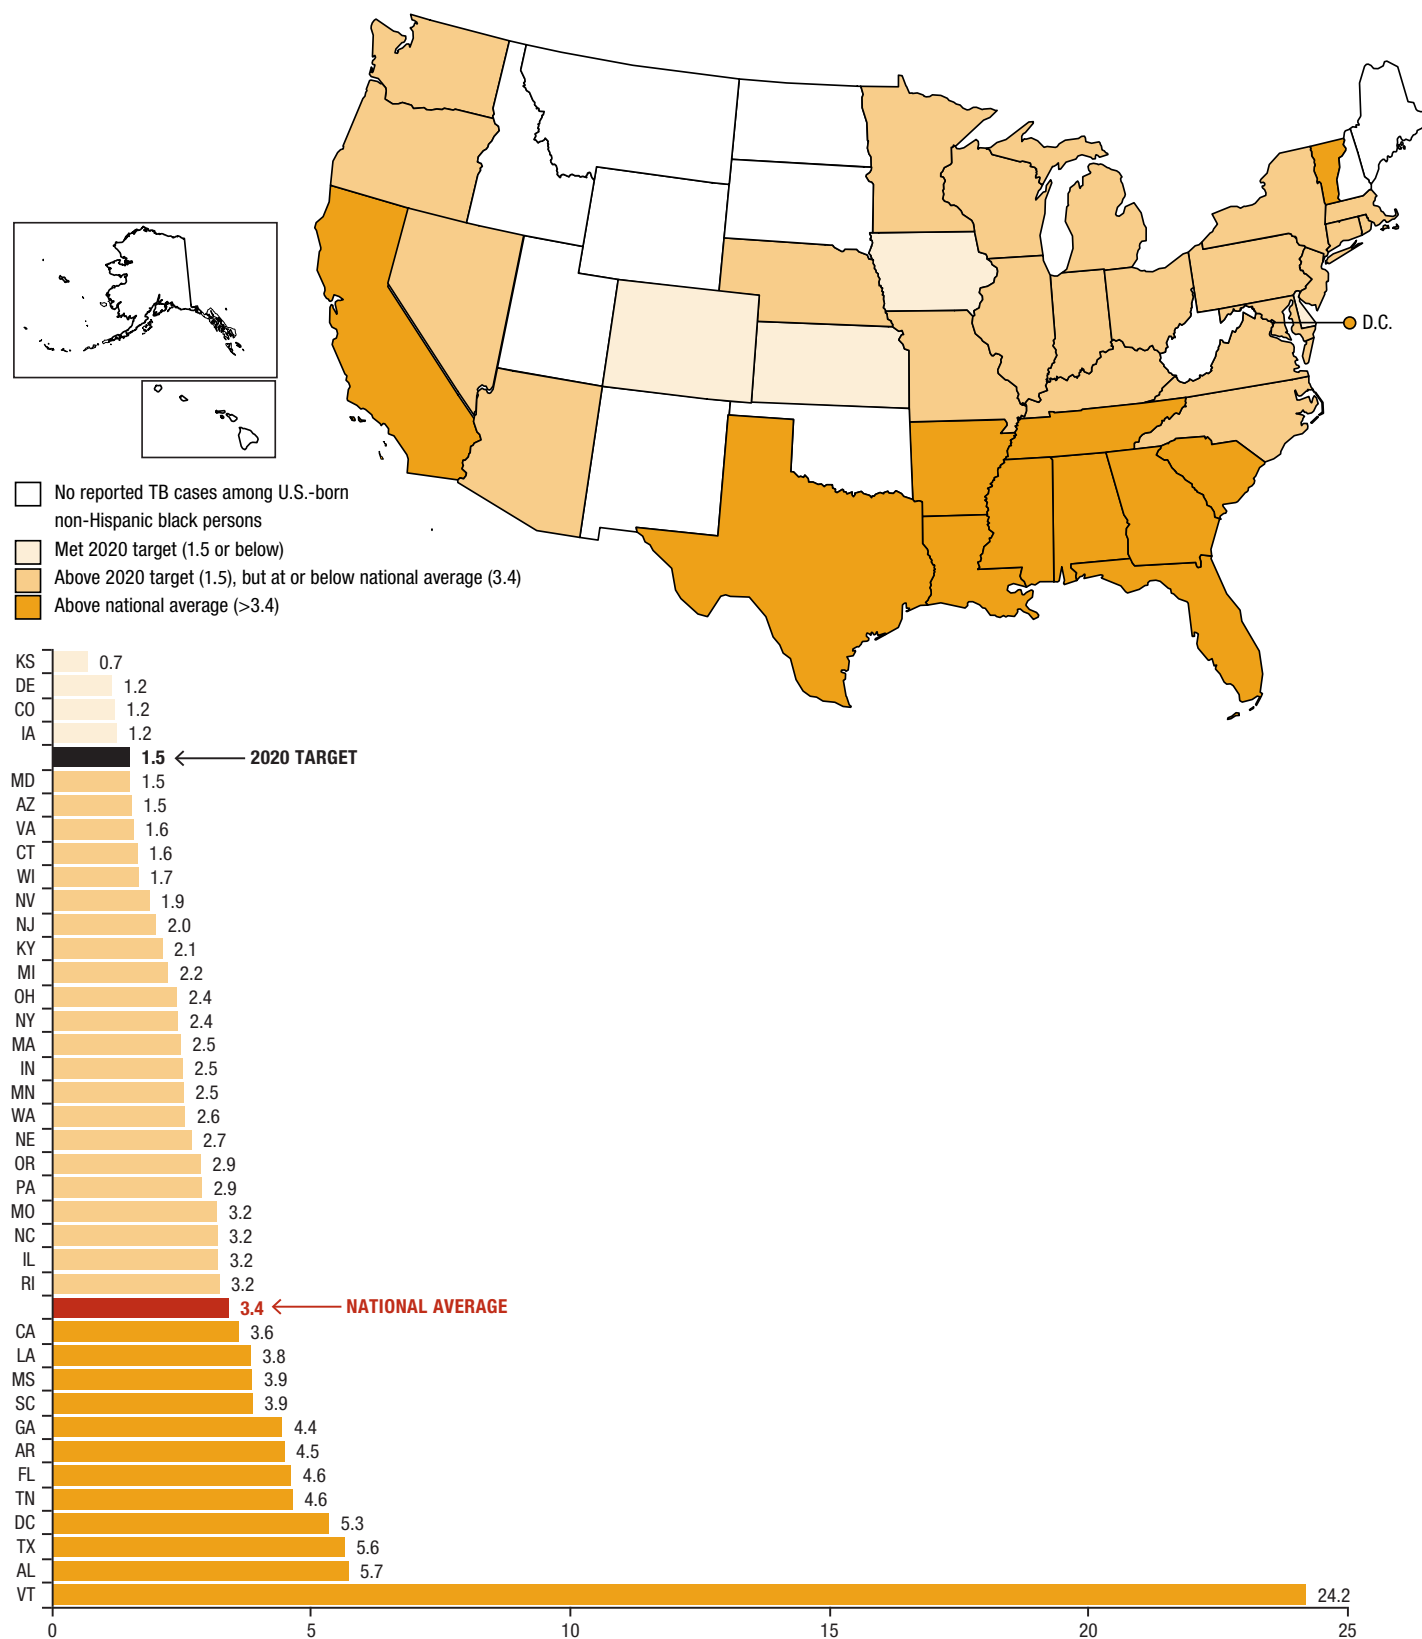 D.C.
No reported TB cases among U.S.-born
non-Hispanic black persons
Met 2020 target (1.5 or below)
Above 2020 target (1.5), but at or below national average (3.4)
Above national average (>3.4)
KS 0.7
DE 1.2
CO 1.2
IA 1.2
1.5 2020 TARGET
MD 1.5
AZ 1.5
VA 1.6
CT 1.6
WI 1.7
NV 1.9
NJ 2.0
KY 2.1
MI 2.2
OH 2.4
NY 2.4
MA 2.5
IN 2.5
MN 2.5
WA 2.6
NE 2.7
OR 2.9
PA 2.9
MO 3.2
NC 3.2
IL 3.2
RI 3.2
3.4 NATIONAL AVERAGE
CA 3.6
LA 3.8
MS 3.9
SC 3.9
GA 4.4
AR 4.5
FL 4.6
TN 4.6
DC 5.3
TX 5.6
AL 5.7
VT 24.2
0 5 10 15 20 25